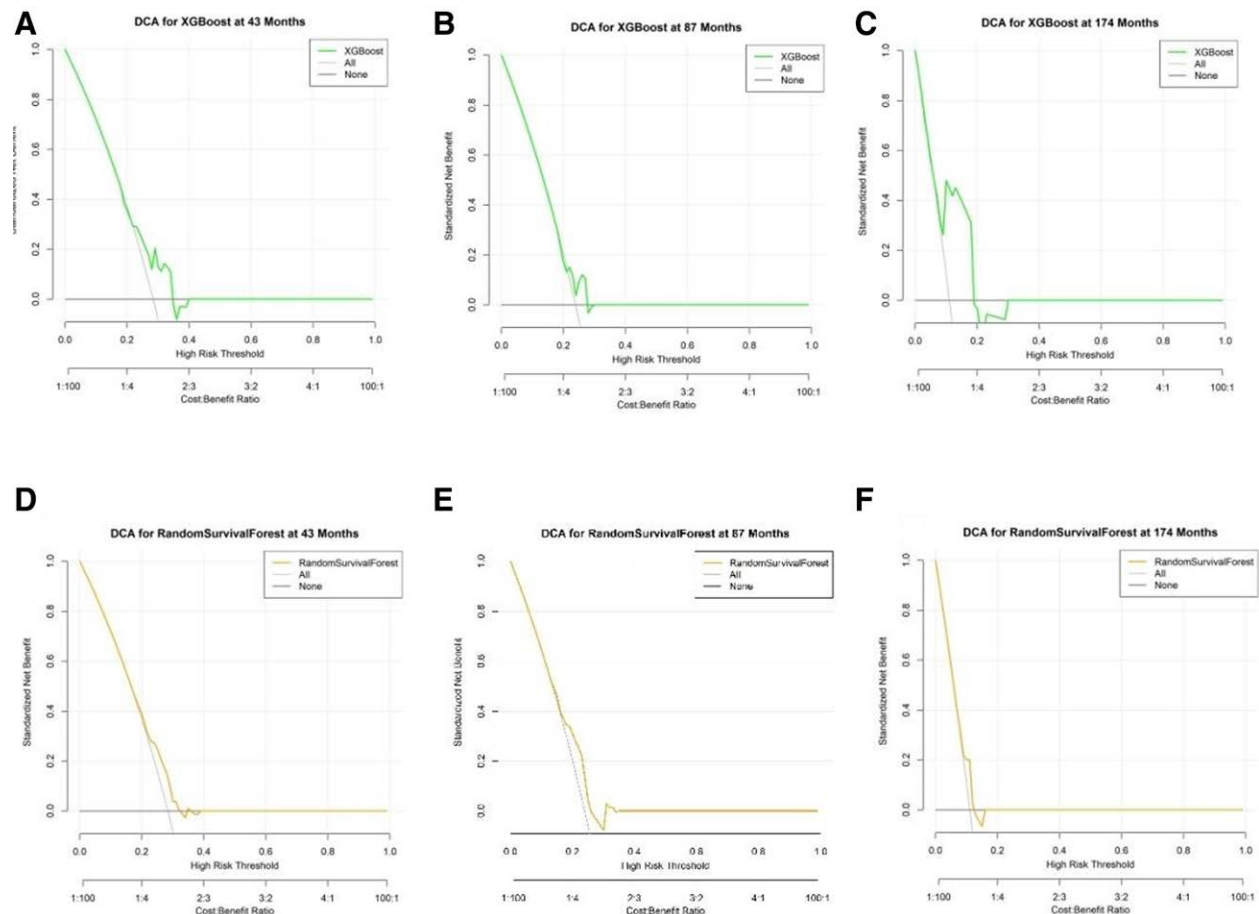 A
DCA for XGBoost at 43 Months
XGBoost
All
None
1.0
0.8
0.6
0.4
0.2
0.0
0.0 0.2 0.4 0.6 0.8 1.0
High Risk Threshold
1:100 1:4 2:3 3:2 4:1 100:1
Cost:Benefit Ratio
B
DCA for XGBoost at 87 Months
XGBoost
All
None
Standardized Net Benefit
1.0
0.8
0.6
0.4
0.2
0.0
0.0 0.2 0.4 0.6 0.8 1.0
High Risk Threshold
1:100 1:4 2:3 3:2 4:1 100:1
Cost:Benefit Ratio
C
DCA for XGBoost at 174 Months
XGBoost
All
None
Standardized Net Benefit
1.0
0.8
0.6
0.4
0.2
0.0
0.0 0.2 0.4 0.6 0.8 1.0
High Risk Threshold
1:100 1:4 2:3 3:2 4:1 100:1
Cost:Benefit Ratio
D
DCA for RandomSurvivalForest at 43 Months
RandomSurvivalForest
All
None
Standardized Net Benefit
1.0
0.8
0.6
0.4
0.2
0.0
0.0 0.2 0.4 0.6 0.8 1.0
High Risk Threshold
1:100 1:4 2:3 3:2 4:1 100:1
Cost:Benefit Ratio
E
DCA for RandomSurvivalForest at 87 Months
RandomSurvivalForest
All
None
Standardized Net Benefit
1.0
0.8
0.6
0.4
0.2
0.0
0.0 0.2 0.4 0.6 0.8 1.0
High Risk Threshold
1:100 1:4 2:3 3:2 4:1 100:1
Cost:Benefit Ratio
F
DCA for RandomSurvivalForest at 174 Months
RandomSurvivalForest
All
None
Standardized Net Benefit
1.0
0.8
0.6
0.4
0.2
0.0
0.0 0.2 0.4 0.6 0.8 1.0
High Risk Threshold
1:100 1:4 2:3 3:2 4:1 100:1
Cost:Benefit Ratio